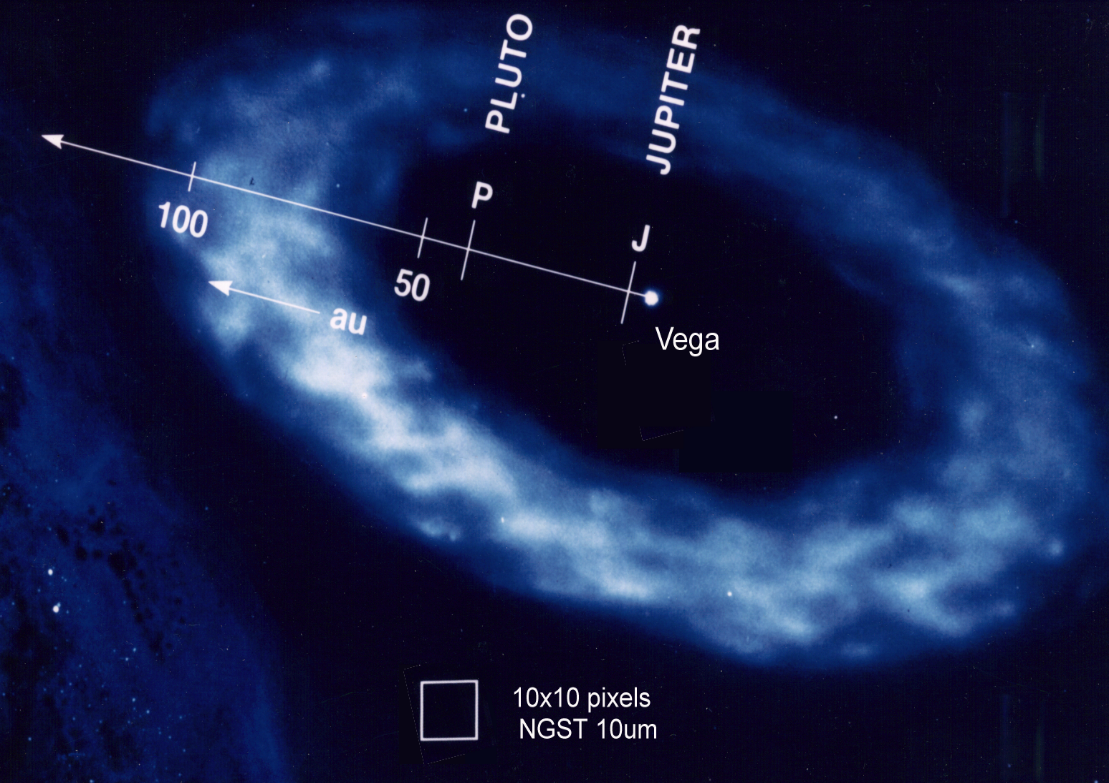 PLUTO
JUPITER
P
J
100
50
au
Vega
10x10 pixels
NGST 10um